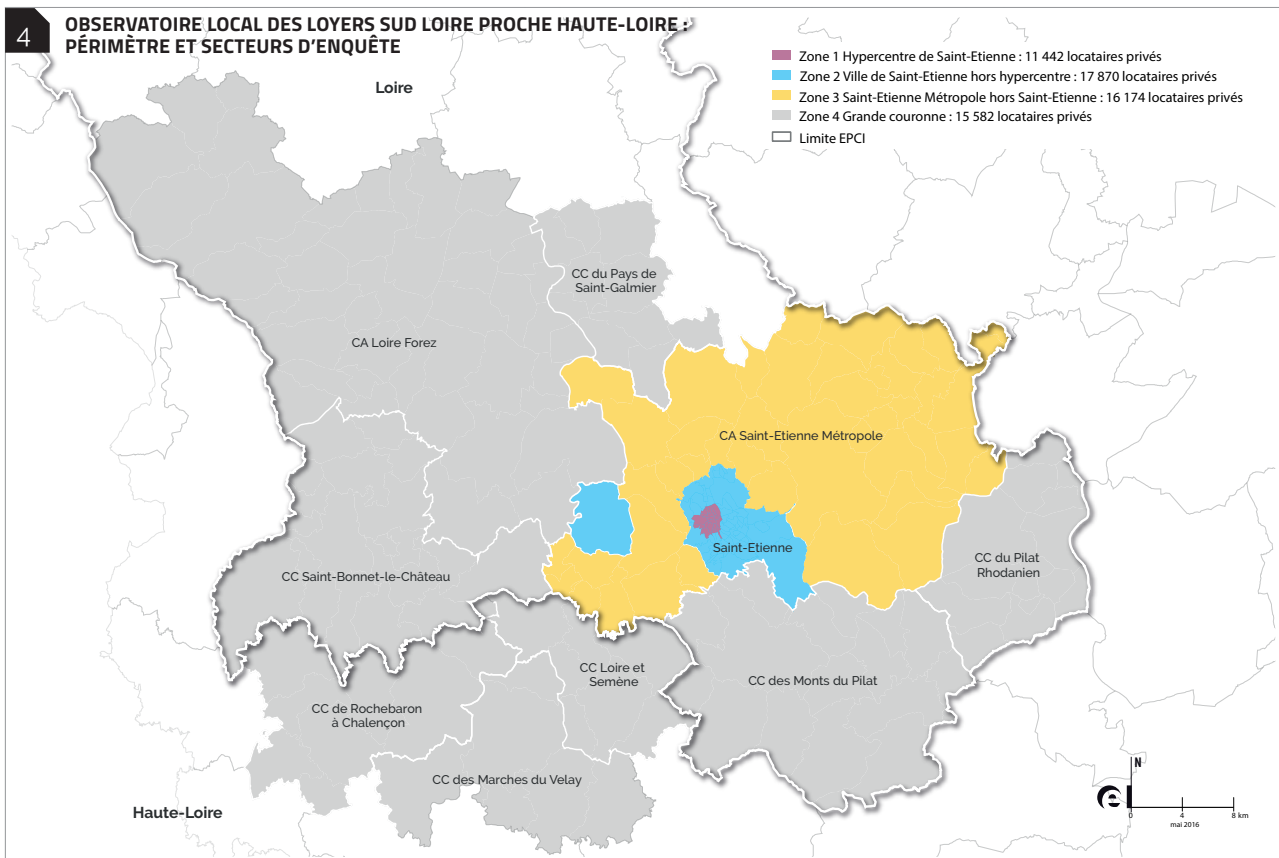 4
OBSERVATOIRE LOCAL DES LOYERS SUD LOIRE PROCHE HAUTE-LOIRE :
PÉRIMÈTRE ET SECTEURS D'ENQUÊTE
Zone 1 Hypercentre de Saint-Etienne : 11 442 locataires privés
Zone 2 Ville de Saint-Etienne hors hypercentre : 17 870 locataires privés
Zone 3 Saint-Etienne Métropole hors Saint-Etienne : 16 174 locataires privés
Zone 4 Grande couronne : 15 582 locataires privés
Limite EPCI
Loire
CC du Pays de
Saint-Galmier
CA Loire Forez
CA Saint-Etienne Métropole
Saint-Etienne
CC du Pilat
Rhodanien
CC Saint-Bonnet-le-Château
CC Loire et
Semène
CC des Monts du Pilat
CC de Rochebaron
à Chalençon
CC des Marches du Velay
Haute-Loire
N
0 4 8 km
mai 2016